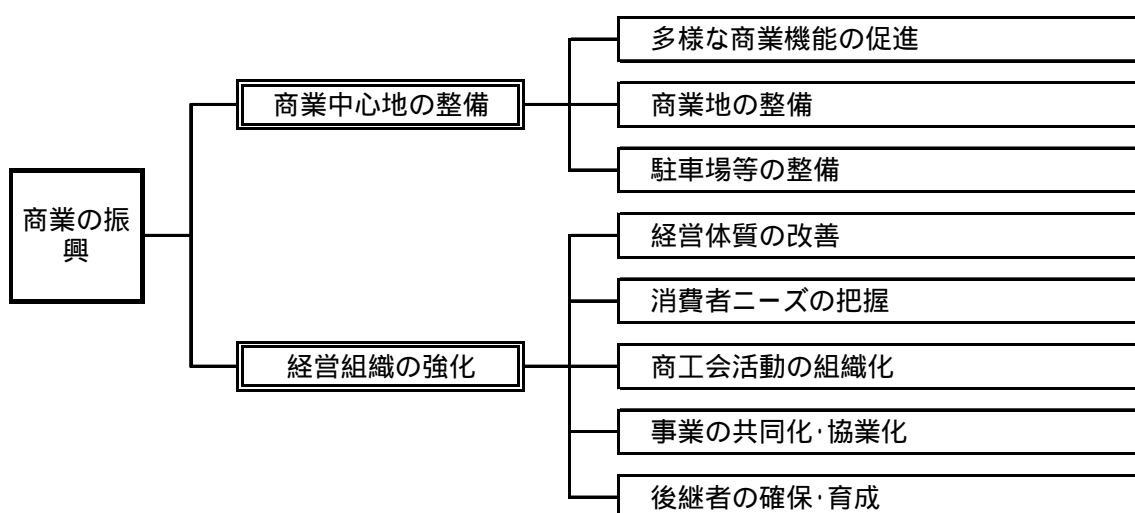 商業の振
興
商業中心地の整備
多様な商業機能の促進
商業地の整備
駐車場等の整備
経営組織の強化
経営体質の改善
消費者ニーズの把握
商工会活動の組織化
事業の共同化・協業化
後継者の確保・育成